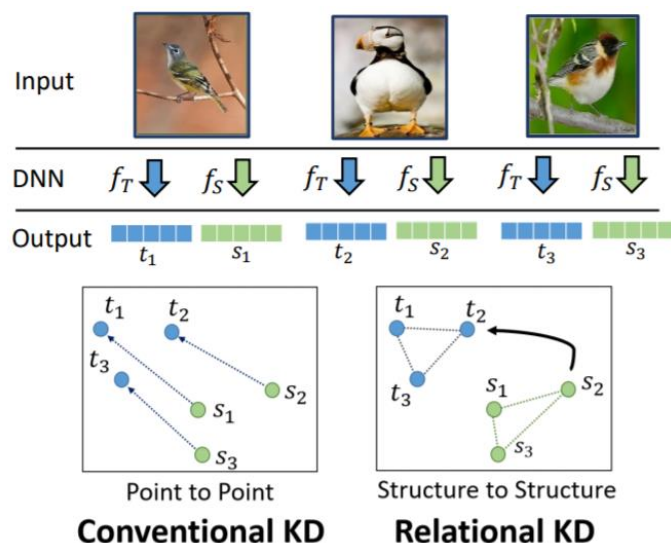 Input
DNN f_T f_S f_T f_S f_T f_S
Output
t_1 s_1 t_2 s_2 t_3 s_3
t_1 t_2
t_3
s_1 s_2
s_3
Point to Point
Conventional KD
t_1 t_2
t_3
s_1 s_2
s_3
Structure to Structure
Relational KD